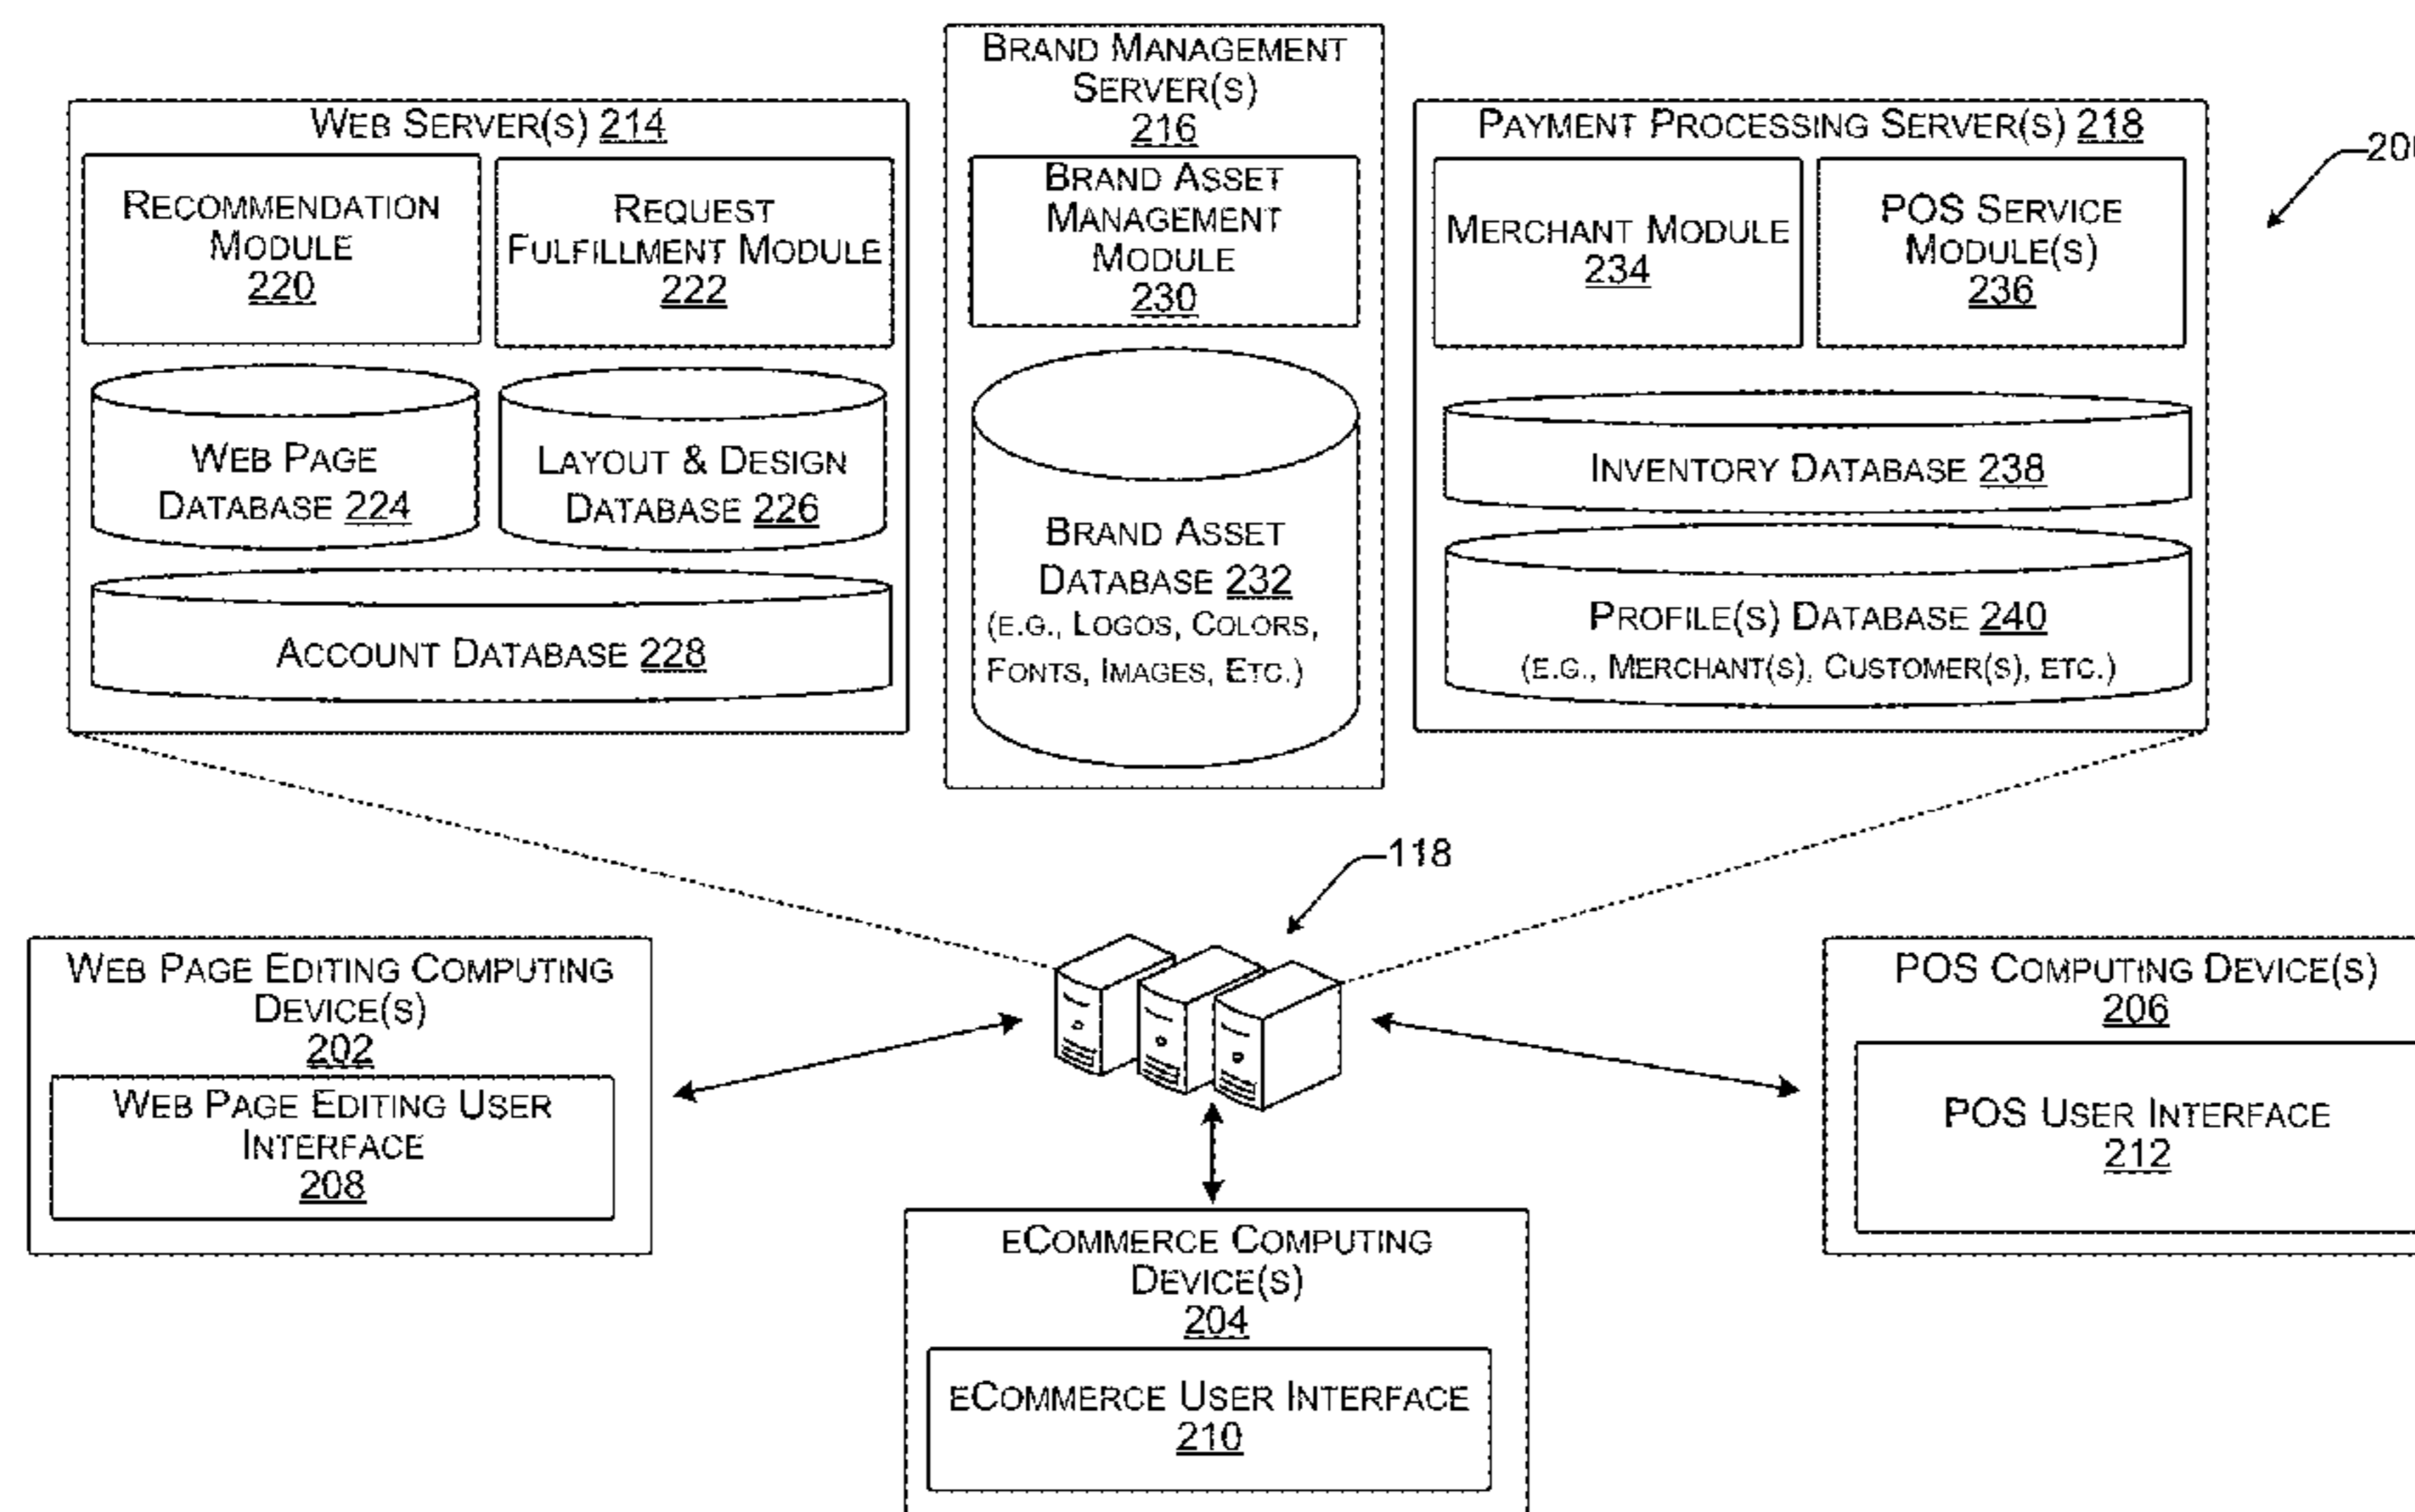 BRAND MANAGEMENT
SERVER(S)
216
BRAND ASSET
MANAGEMENT
MODULE
230
BRAND ASSET
DATABASE 232
(E.G., LOGOS, COLORS,
FONTS, IMAGES, ETC.)
WEB SERVER(S) 214
RECOMMENDATION
MODULE
220
REQUEST
FULFILLMENT MODULE
222
WEB PAGE
DATABASE 224
LAYOUT & DESIGN
DATABASE 226
ACCOUNT DATABASE 228
PAYMENT PROCESSING SERVER(S) 218
MERCHANT MODULE
234
POS SERVICE
MODULE(S)
236
INVENTORY DATABASE 238
PROFILE(S) DATABASE 240
(E.G., MERCHANT(S), CUSTOMER(S), ETC.)
118
WEB PAGE EDITING COMPUTING
DEVICE(S)
202
WEB PAGE EDITING USER
INTERFACE
208
ECOMMERCE COMPUTING
DEVICE(S)
204
ECOMMERCE USER INTERFACE
210
POS COMPUTING DEVICE(S)
206
POS USER INTERFACE
212